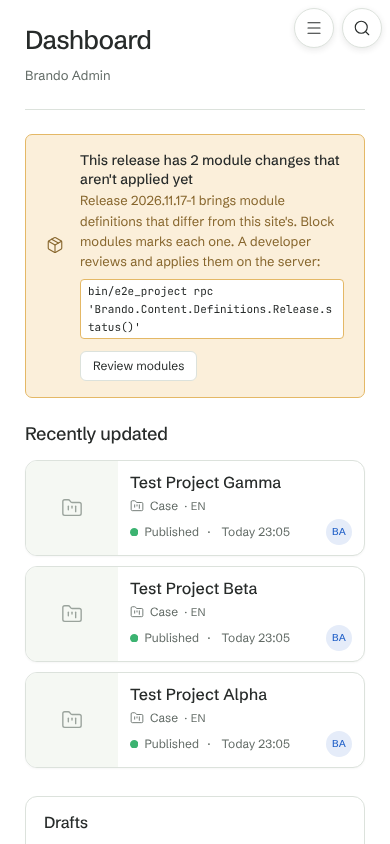 Dashboard
Brando Admin
This release has 2 module changes that
aren't applied yet
Release 2026.11.17-1 brings module
definitions that differ from this site's. Block
modules marks each one. A developer
reviews and applies them on the server:
bin/e2e_project rpc
'Brando.Content.Definitions.Release.s
tatus()'
Review modules
Recently updated
Test Project Gamma
Case · EN
Published · Today 23:05
BA
Test Project Beta
Case · EN
Published · Today 23:05
BA
Test Project Alpha
Case · EN
Published · Today 23:05
BA
Drafts